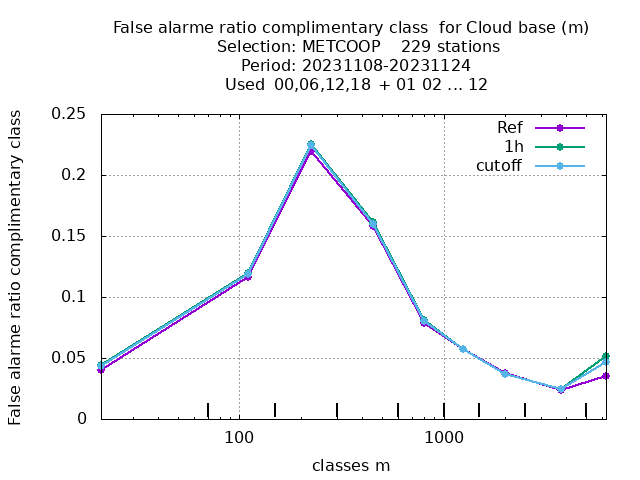 False alarme ratio complimentary class  for Cloud base (m)
Selection: METCOOP    229 stations
Period: 20231108-20231124
Used  00,06,12,18 + 01 02 ... 12
False alarme ratio complimentary class
0.25
0.2
0.15
0.1
0.05
0
Ref
1h
cutoff
100
1000
classes m